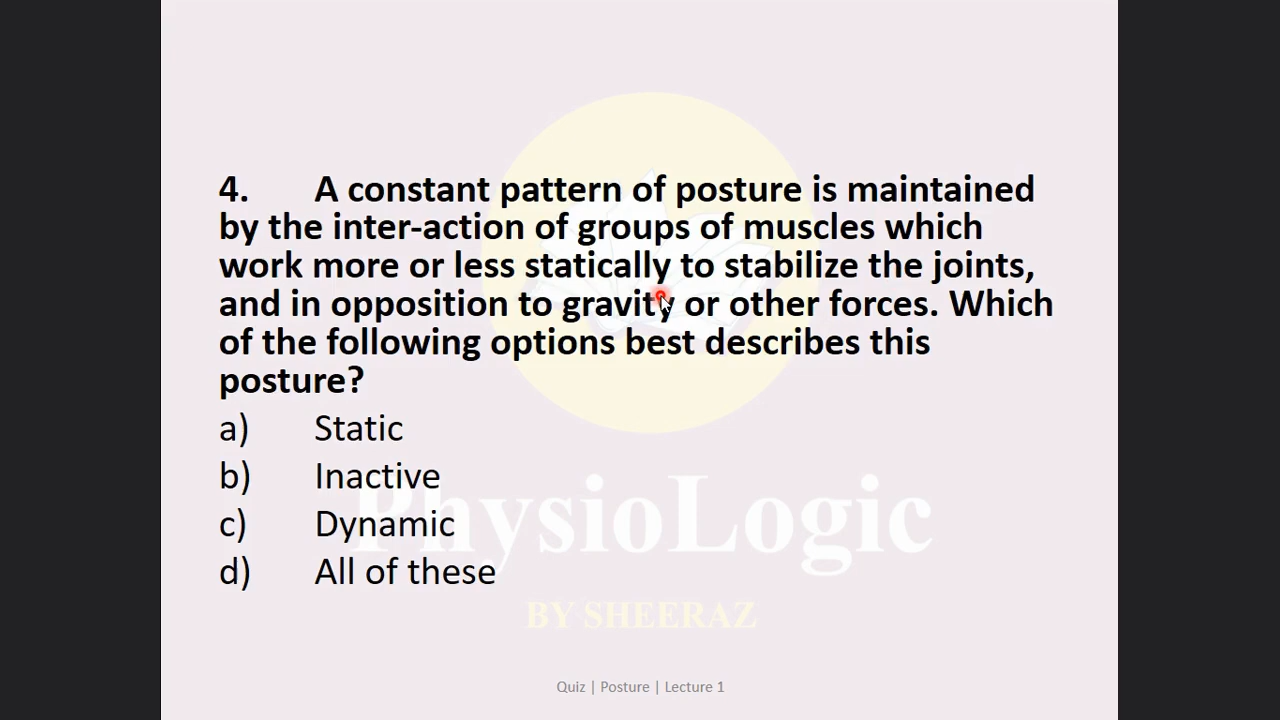 4. A constant pattern of posture is maintained
by the inter-action of groups of muscles which
work more or less statically to stabilize the joints,
and in opposition to gravity or other forces. Which
of the following options best describes this
posture?
a) Static
b) Inactive
c) Dynamic
d) All of these
PhysioLogic
BY SHEERAZ
Quiz | Posture | Lecture 1